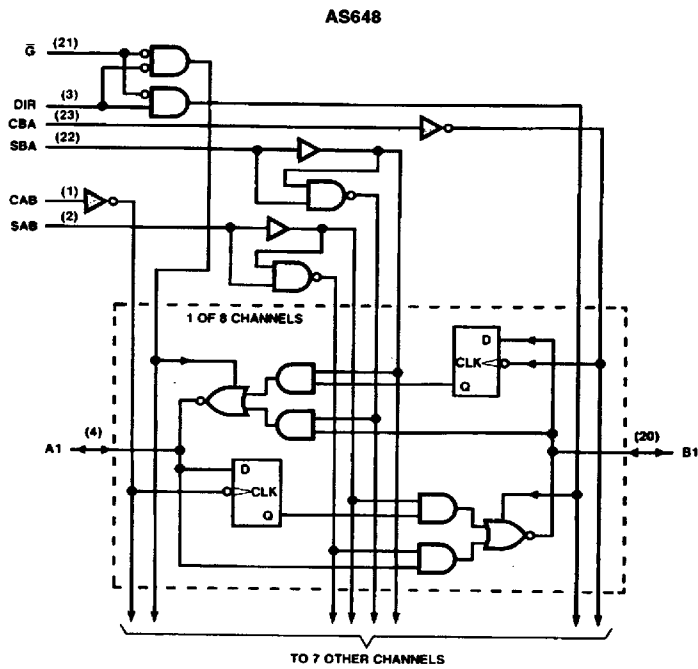 AS648
G̅ (21)
DIR (3)
CBA (23)
SBA (22)
CAB (1)
SAB (2)
1 OF 8 CHANNELS
D
CLK
Q
A1 (4)
(20) B1
D
CLK
Q
TO 7 OTHER CHANNELS